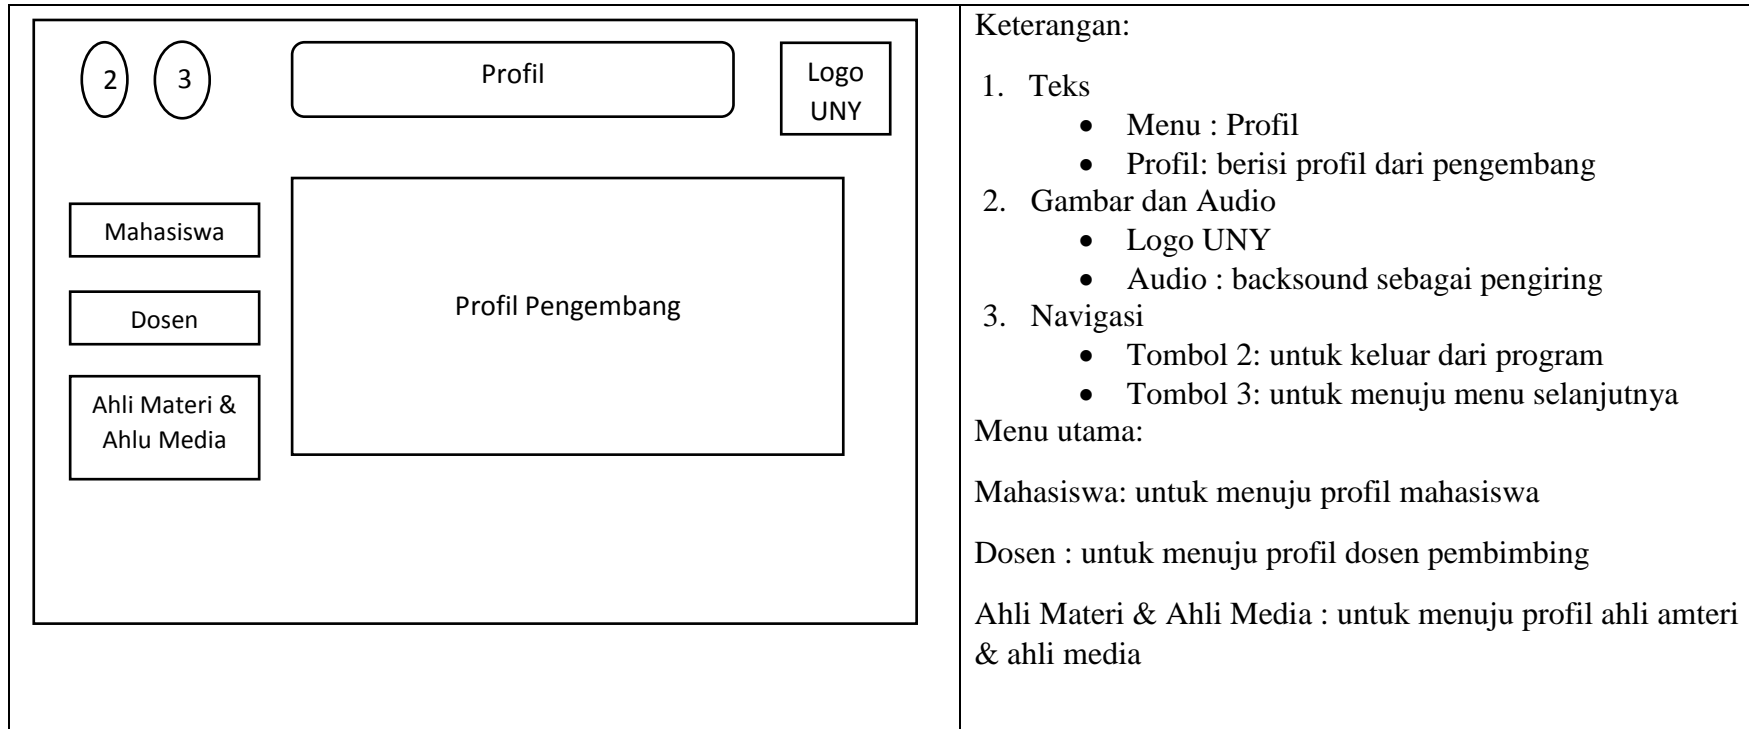 2
3
Profil
Logo
UNY
Mahasiswa
Dosen
Ahli Materi &
Ahlu Media
Profil Pengembang
Keterangan:
1. Teks
• Menu : Profil
• Profil: berisi profil dari pengembang
2. Gambar dan Audio
• Logo UNY
• Audio : backsound sebagai pengiring
3. Navigasi
• Tombol 2: untuk keluar dari program
• Tombol 3: untuk menuju menu selanjutnya
Menu utama:
Mahasiswa: untuk menuju profil mahasiswa
Dosen : untuk menuju profil dosen pembimbing
Ahli Materi & Ahli Media : untuk menuju profil ahli amteri
& ahli media